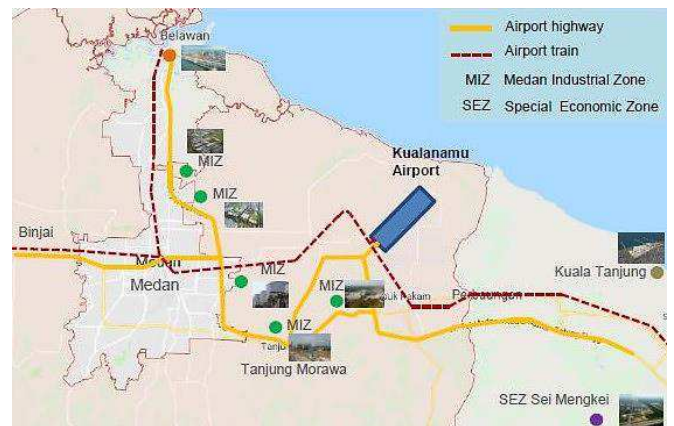 Belawan
Airport highway
Airport train
MIZ Medan Industrial Zone
SEZ Special Economic Zone
MIZ
Kualanamu
Airport
MIZ
Binjai
Medan
Medan
MIZ
MIZ
Kuala Tanjung
Perbaungan
MIZ
Tanjung Morawa
SEZ Sei Mengkei